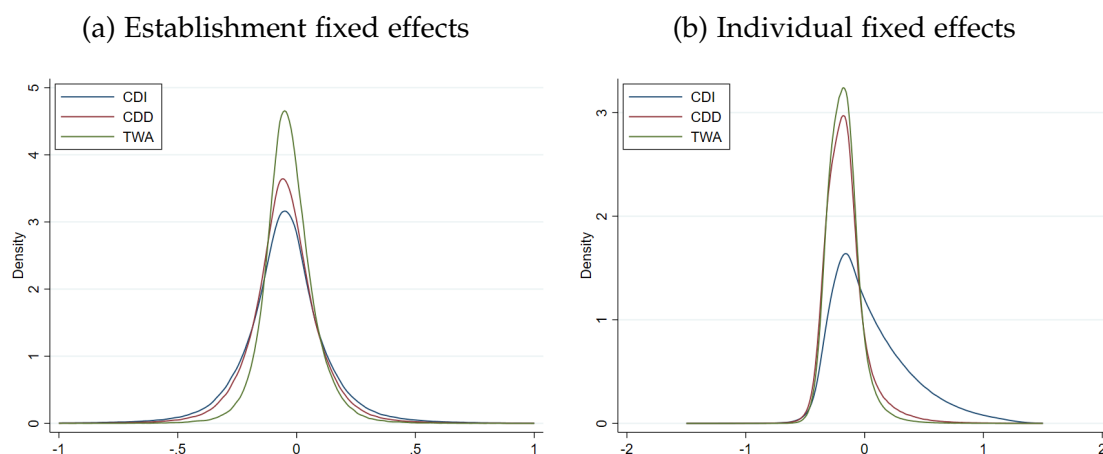 (a) Establishment fixed effects
CDI
CDD
TWA
Density
5
4
3
2
1
0
-1
-.5
0
.5
1
(b) Individual fixed effects
CDI
CDD
TWA
Density
3
2
1
0
-2
-1
0
1
2